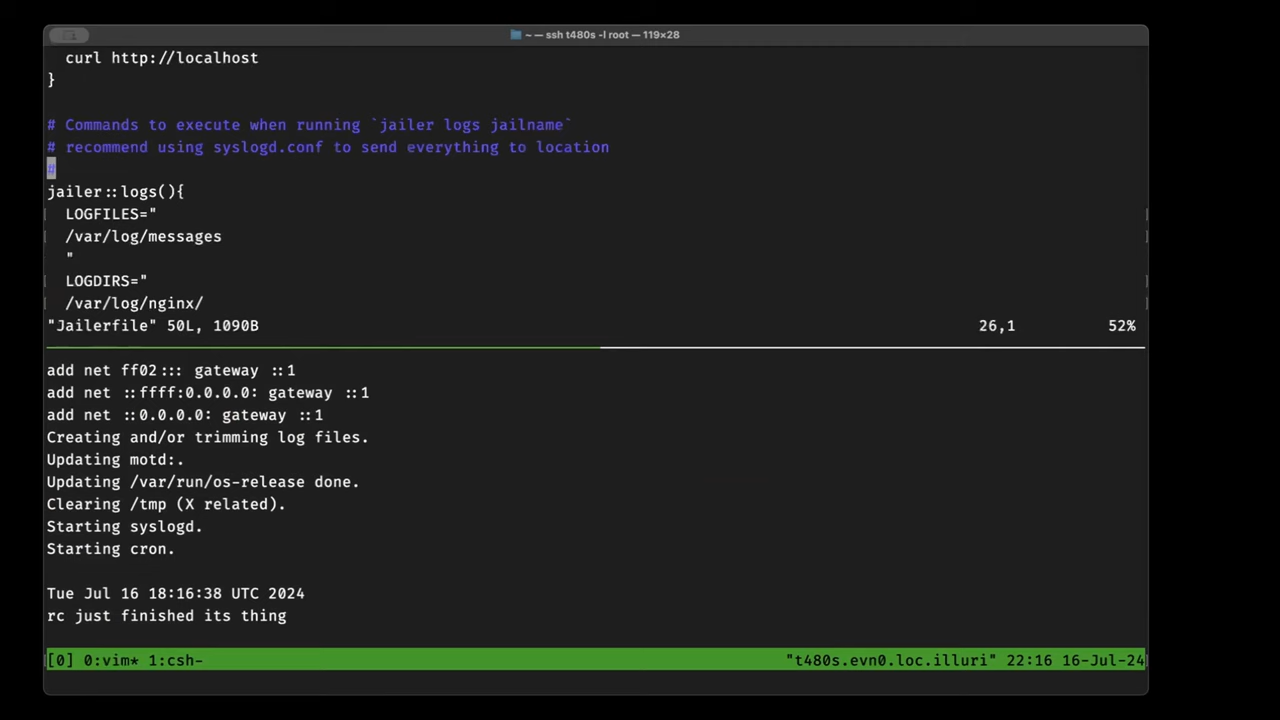 ~ — ssh t480s -l root — 119×28
curl http://localhost
}
# Commands to execute when running `jailer logs jailname`
# recommend using syslogd.conf to send everything to location
#
jailer::logs(){
LOGFILES="
/var/log/messages
"
LOGDIRS="
/var/log/nginx/
"Jailerfile" 50L, 1090B 26,1 52%
add net ff02::: gateway ::1
add net ::ffff:0.0.0.0: gateway ::1
add net ::0.0.0.0: gateway ::1
Creating and/or trimming log files.
Updating motd:.
Updating /var/run/os-release done.
Clearing /tmp (X related).
Starting syslogd.
Starting cron.
Tue Jul 16 18:16:38 UTC 2024
rc just finished its thing
[0] 0:vim* 1:csh- "t480s.evn0.loc.illuri" 22:16 16-Jul-24